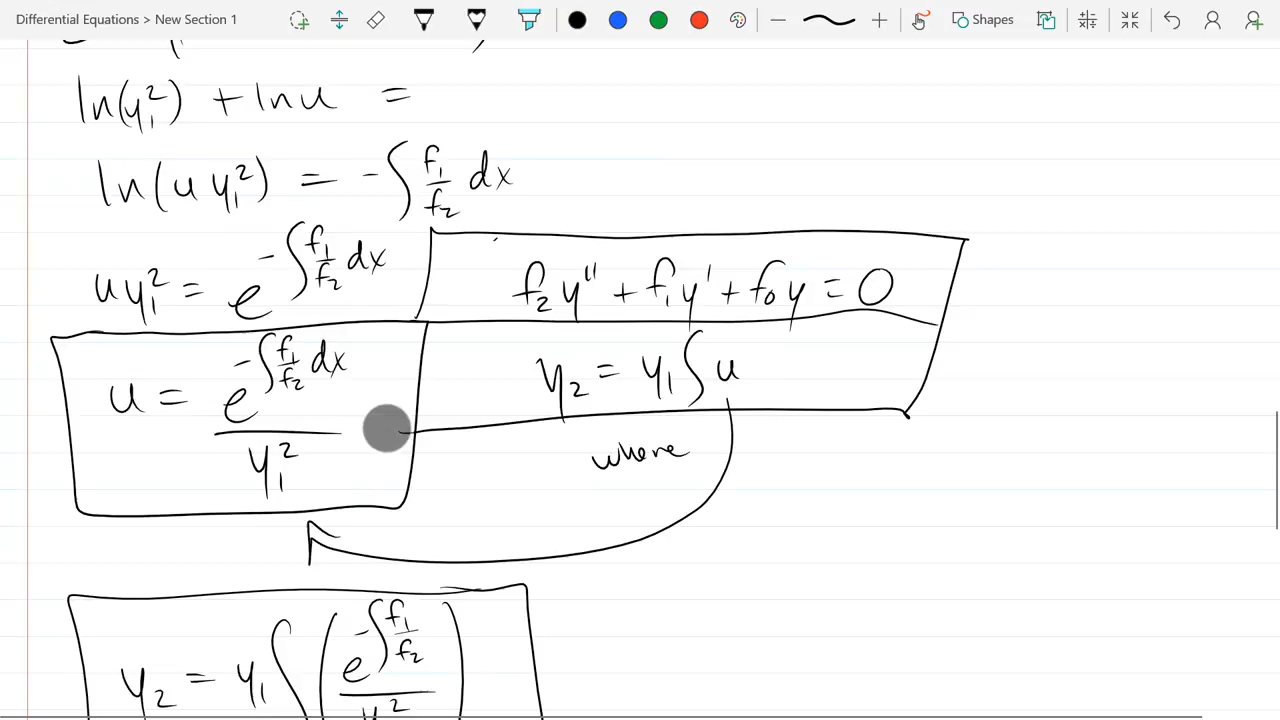 Differential Equations > New Section 1
Shapes
ln(y₁²) + ln u =
ln(u y₁²) = -∫ f₁/f₂ dx
uy₁² = e^(-∫ f₁/f₂ dx)
f₂y'' + f₁y' + f₀y = 0
u = e^(-∫ f₁/f₂ dx) / y₁²
y₂ = y₁ ∫ u
where
y₂ = y₁ ∫ (e^(-∫ f₁/f₂) / y₁²)